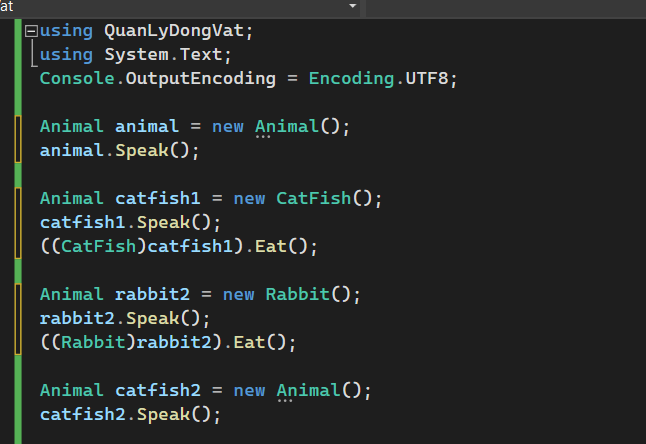 at
using QuanLyDongVat;
using System.Text;
Console.OutputEncoding = Encoding.UTF8;
Animal animal = new Animal();
animal.Speak();
Animal catfish1 = new CatFish();
catfish1.Speak();
((CatFish)catfish1).Eat();
Animal rabbit2 = new Rabbit();
rabbit2.Speak();
((Rabbit)rabbit2).Eat();
Animal catfish2 = new Animal();
catfish2.Speak();